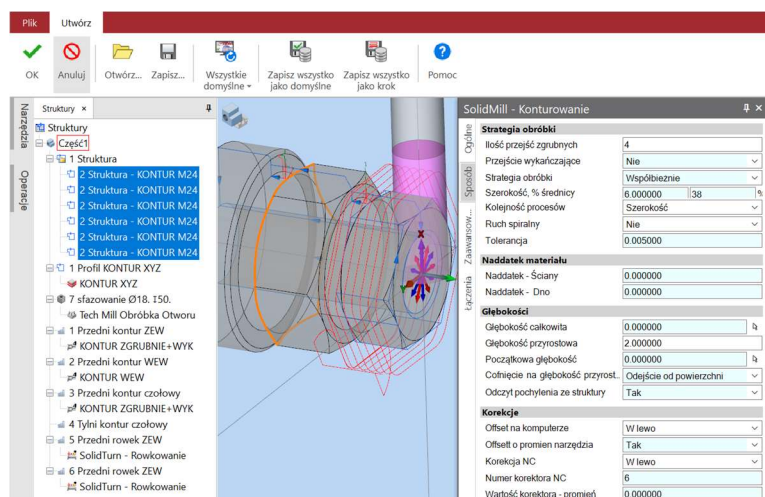 Plik Utwórz
OK Anuluj Otwórz... Zapisz... Wszystkie domyślne Zapisz wszystko jako domyślne Zapisz wszystko jako krok Pomoc
Narzędzia
Operacje
Struktury ×
Struktury
Część1
1 Struktura
2 Struktura - KONTUR M24
2 Struktura - KONTUR M24
2 Struktura - KONTUR M24
2 Struktura - KONTUR M24
2 Struktura - KONTUR M24
2 Struktura - KONTUR M24
1 Profil KONTUR XYZ
KONTUR XYZ
7 sfazowanie Ø18. 150.
Tech Mill Obróbka Otworu
1 Przedni kontur ZEW
KONTUR ZGRUBNIE+WYK
2 Przedni kontur WEW
KONTUR WEW
3 Przedni kontur czołowy
KONTUR ZGRUBNIE+WYK
4 Tylni kontur czołowy
5 Przedni rowek ZEW
SolidTurn - Rowkowanie
6 Przedni rowek ZEW
SolidTurn - Rowkowanie
X
Y
SolidMill - Konturowanie
Ogólne
Sposób
Zaawansow...
Łączenia
Strategia obróbki
Ilość przejść zgrubnych 4
Przejście wykańczające Nie
Strategia obróbki Współbieżnie
Szerokość, % średnicy 6.000000 38 %
Kolejność procesów Szerokość
Ruch spiralny Nie
Tolerancja 0.005000
Naddatek materiału
Naddatek - Ściany 0.000000
Naddatek - Dno 0.000000
Głębokości
Głębokość całkowita 0.000000
Głębokość przyrostowa 2.000000
Początkowa głębokość 0.000000
Cofnięcie na głębokość przyrost.. Odejście od powierzchni
Odczyt pochylenia ze struktury Tak
Korekcje
Offset na komputerze W lewo
Offsett o promien narzędzia Tak
Korekcja NC W lewo
Numer korektora NC 6
Wartość korektora - promień 0.000000